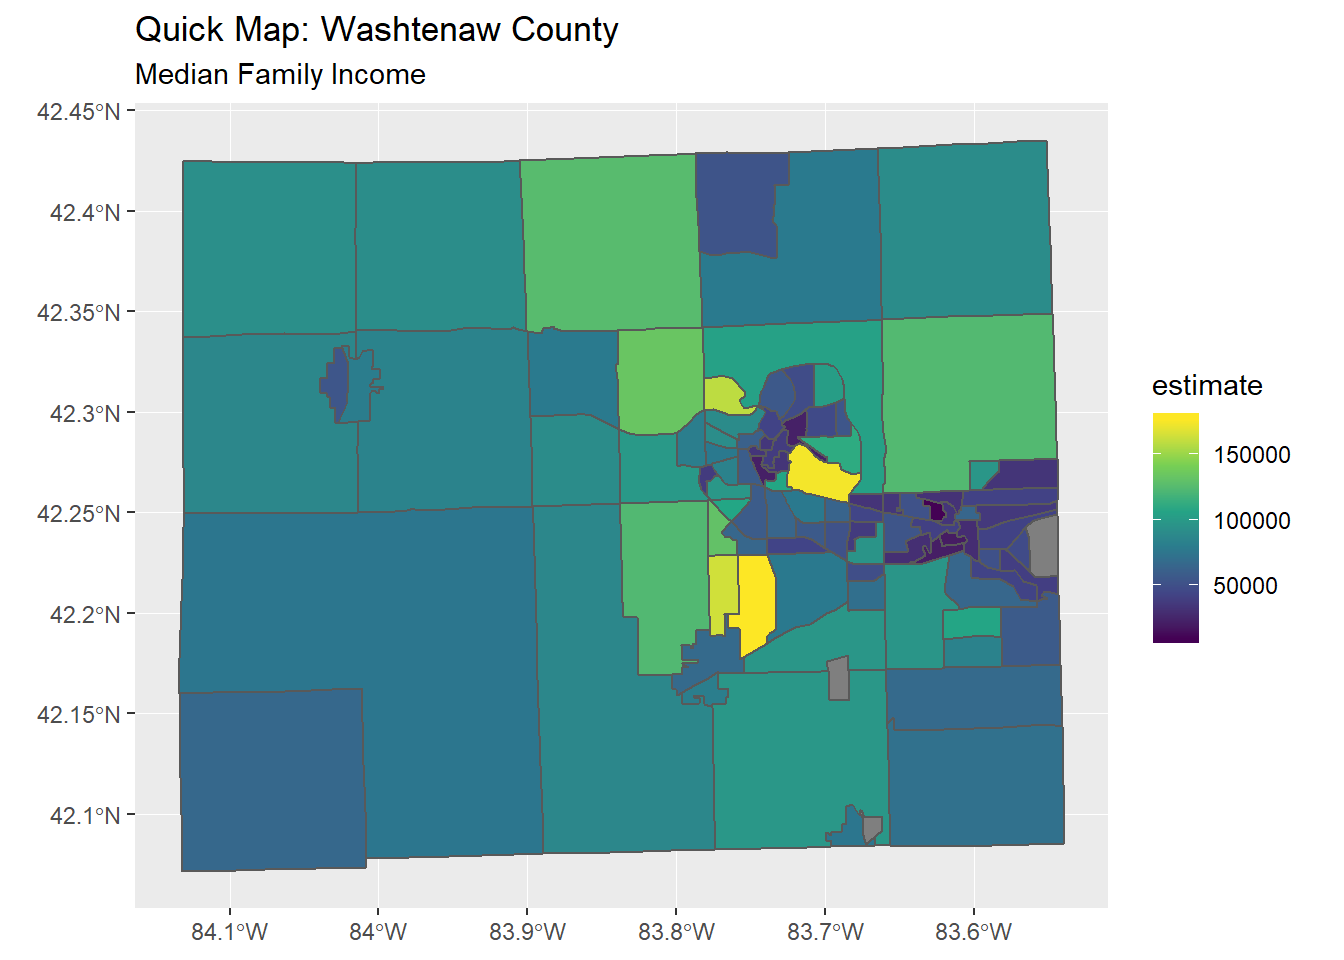 Quick Map: Washtenaw County
Median Family Income
42.45°N
42.4°N
42.35°N
42.3°N
42.25°N
42.2°N
42.15°N
42.1°N
84.1°W
84°W
83.9°W
83.8°W
83.7°W
83.6°W
estimate
150000
100000
50000